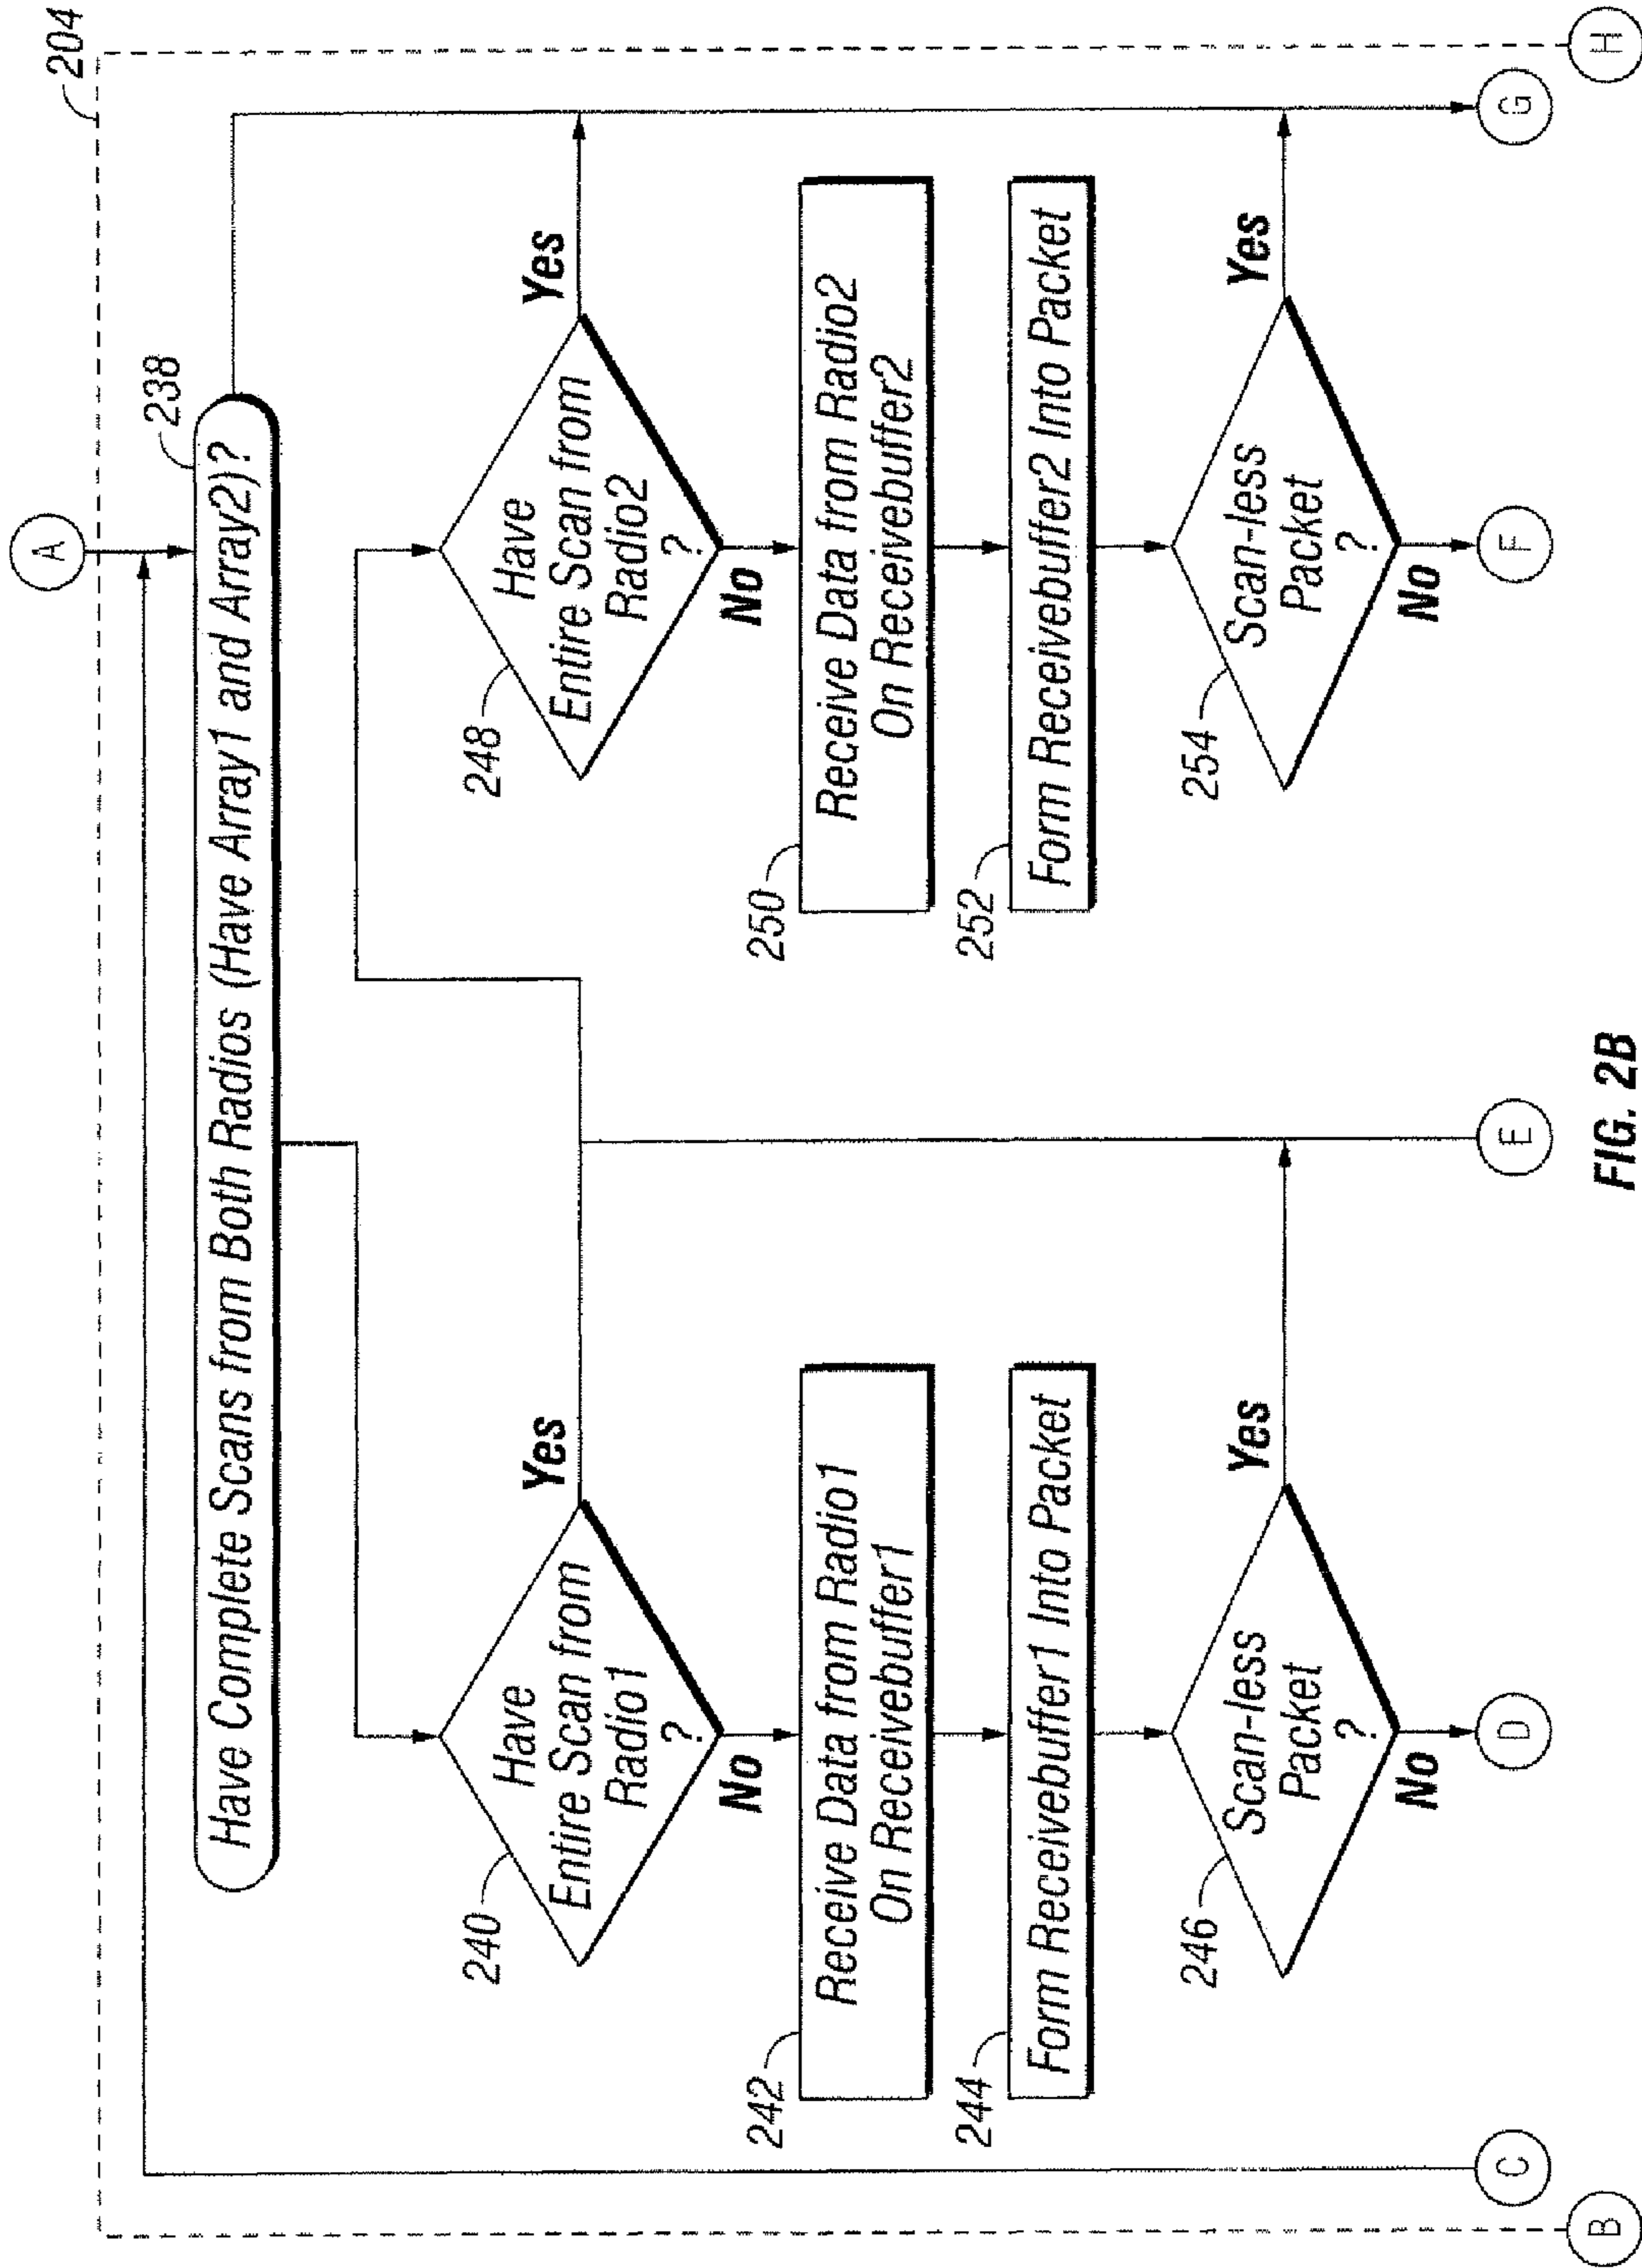 204
A
238
Have Complete Scans from Both Radios (Have Array1 and Array2)?
240
Have
Entire Scan from
Radio1
?
Yes
No
242
Receive Data from Radio1
On Receivebuffer1
244
Form Receivebuffer1 Into Packet
246
Scan-less
Packet
?
Yes
No
248
Have
Entire Scan from
Radio2
?
Yes
No
250
Receive Data from Radio2
On Receivebuffer2
252
Form Receivebuffer2 Into Packet
254
Scan-less
Packet
?
Yes
No
B
C
D
E
F
G
H
FIG. 2B